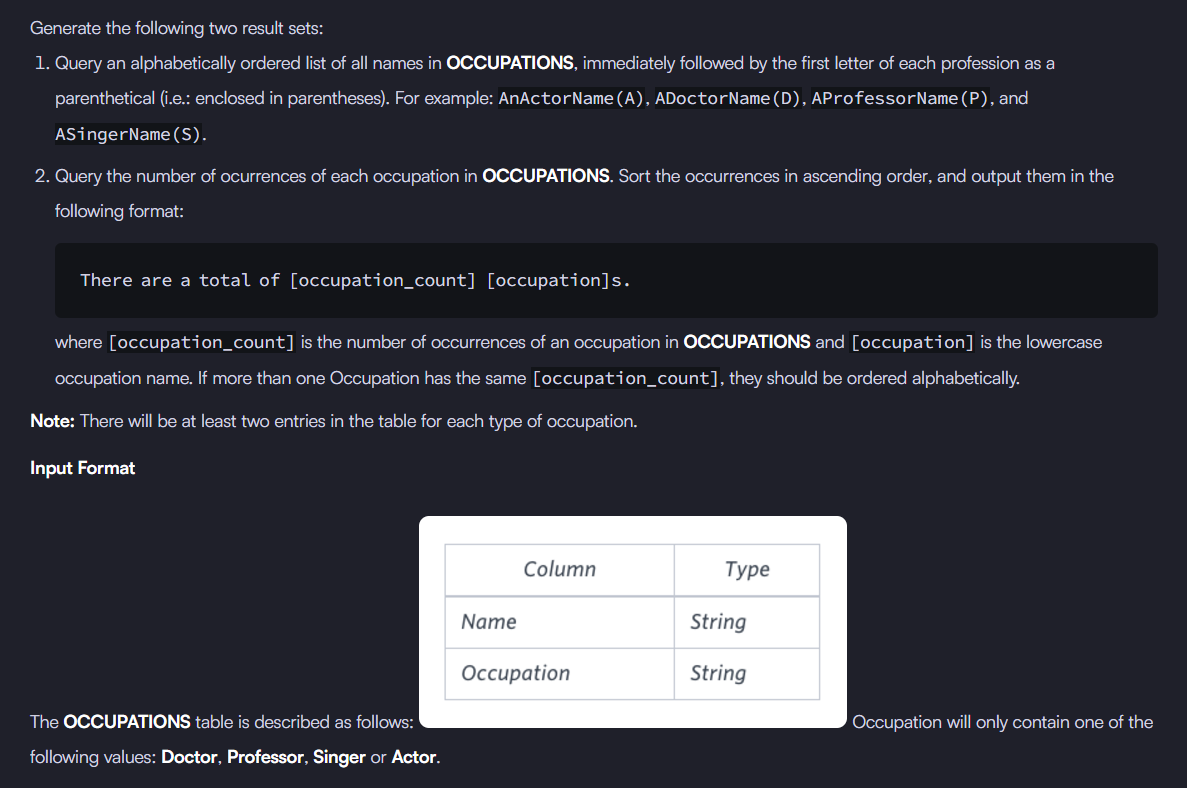 Generate the following two result sets:
1. Query an alphabetically ordered list of all names in OCCUPATIONS, immediately followed by the first letter of each profession as a
parenthetical (i.e.: enclosed in parentheses). For example: AnActorName(A), ADoctorName(D), AProfessorName(P), and
ASingerName(S).
2. Query the number of ocurrences of each occupation in OCCUPATIONS. Sort the occurrences in ascending order, and output them in the
following format:
There are a total of [occupation_count] [occupation]s.
where [occupation_count] is the number of occurrences of an occupation in OCCUPATIONS and [occupation] is the lowercase
occupation name. If more than one Occupation has the same [occupation_count], they should be ordered alphabetically.
Note: There will be at least two entries in the table for each type of occupation.
Input Format
Column Type
Name String
Occupation String
The OCCUPATIONS table is described as follows: Occupation will only contain one of the
following values: Doctor, Professor, Singer or Actor.